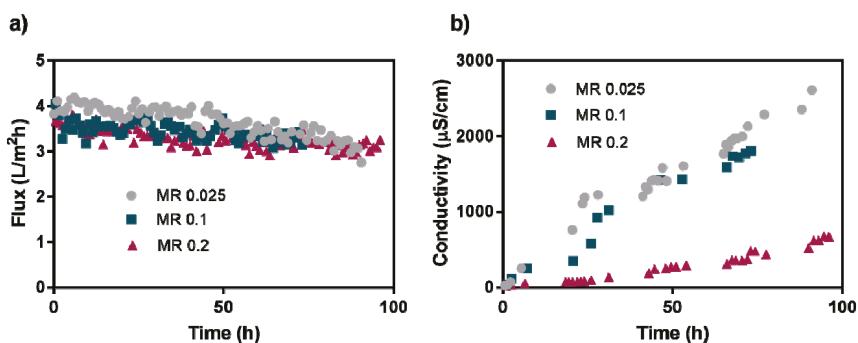 a)
5
4
3
2
1
0
0
50
100
Flux (L/m²h)
Time (h)
MR 0.025
MR 0.1
MR 0.2
b)
3000
2000
1000
0
0
50
100
Conductivity (µS/cm)
Time (h)
MR 0.025
MR 0.1
MR 0.2